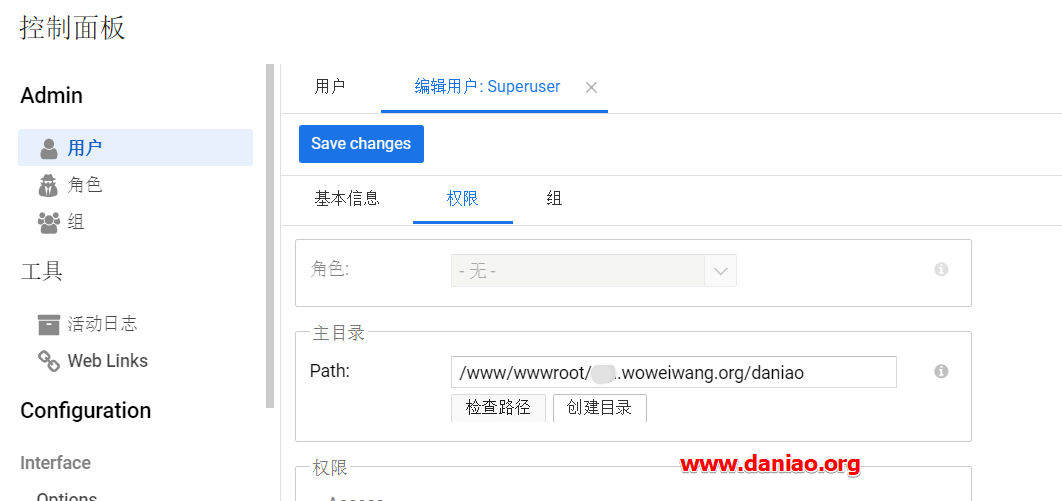 控制面板
Admin
用户
角色
组
工具
活动日志
Web Links
Configuration
Interface
Options
用户
编辑用户: Superuser
Save changes
基本信息
权限
组
角色:
- 无 -
主目录
Path:
/www/wwwroot/ ..woweiwang.org/daniao
检查路径
创建目录
权限
www.daniao.org
Access